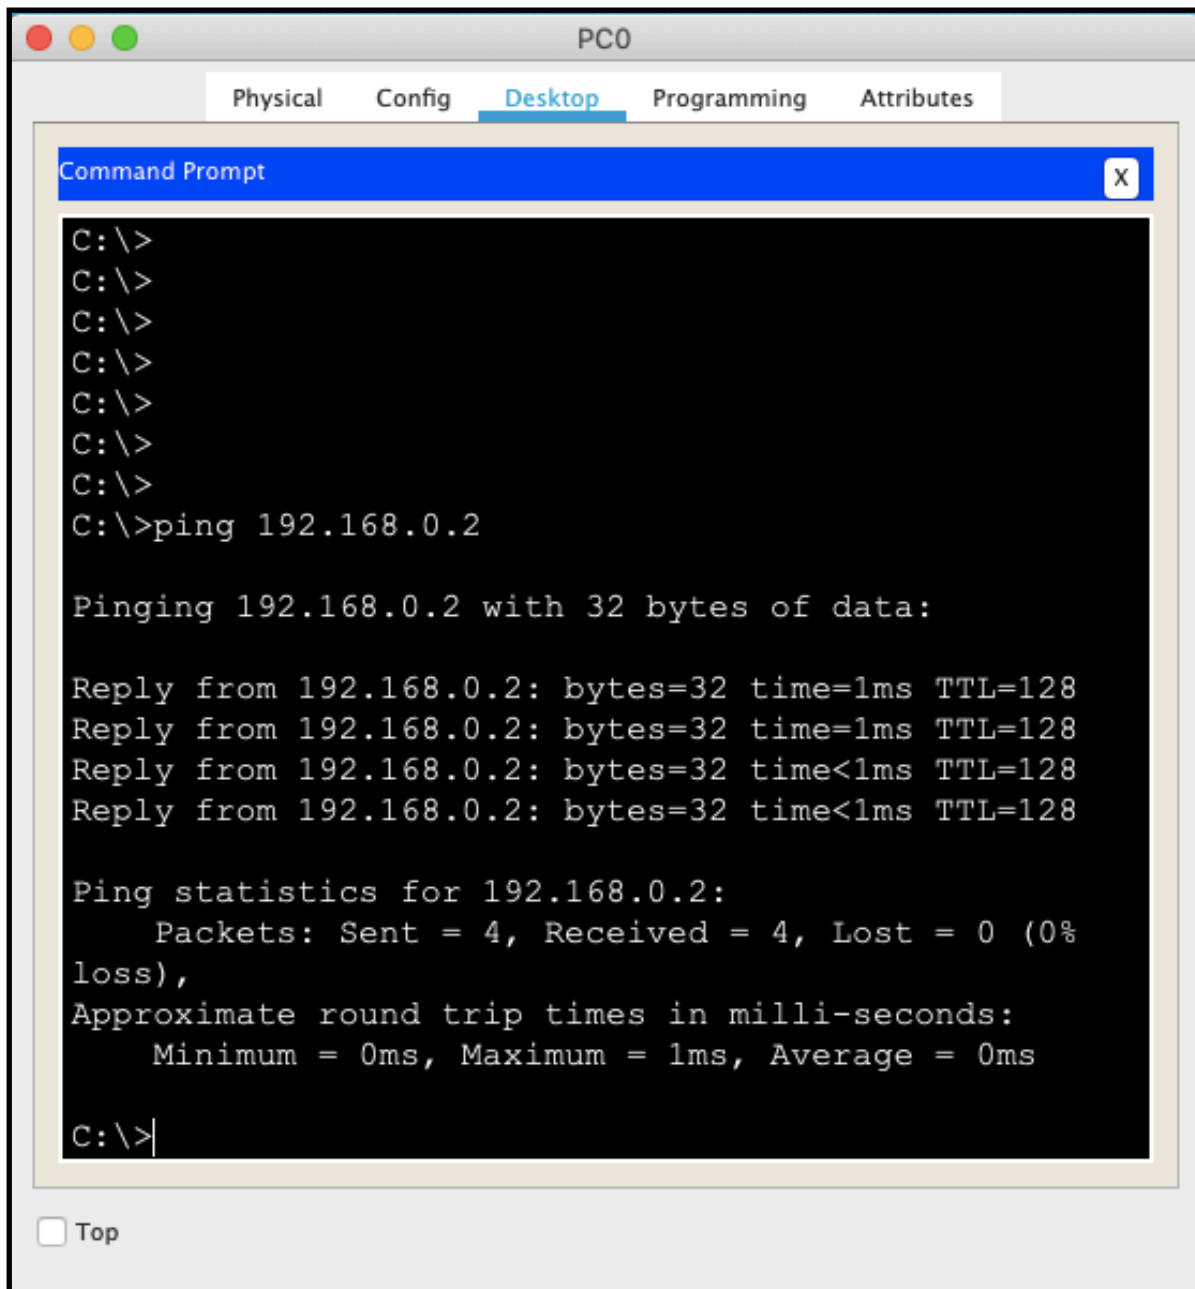 PC0
Physical Config Desktop Programming Attributes
Command Prompt
X
C:\>
C:\>
C:\>
C:\>
C:\>
C:\>
C:\>
C:\>ping 192.168.0.2
Pinging 192.168.0.2 with 32 bytes of data:
Reply from 192.168.0.2: bytes=32 time=1ms TTL=128
Reply from 192.168.0.2: bytes=32 time=1ms TTL=128
Reply from 192.168.0.2: bytes=32 time<1ms TTL=128
Reply from 192.168.0.2: bytes=32 time<1ms TTL=128
Ping statistics for 192.168.0.2:
Packets: Sent = 4, Received = 4, Lost = 0 (0%
loss),
Approximate round trip times in milli-seconds:
Minimum = 0ms, Maximum = 1ms, Average = 0ms
C:\>
Top